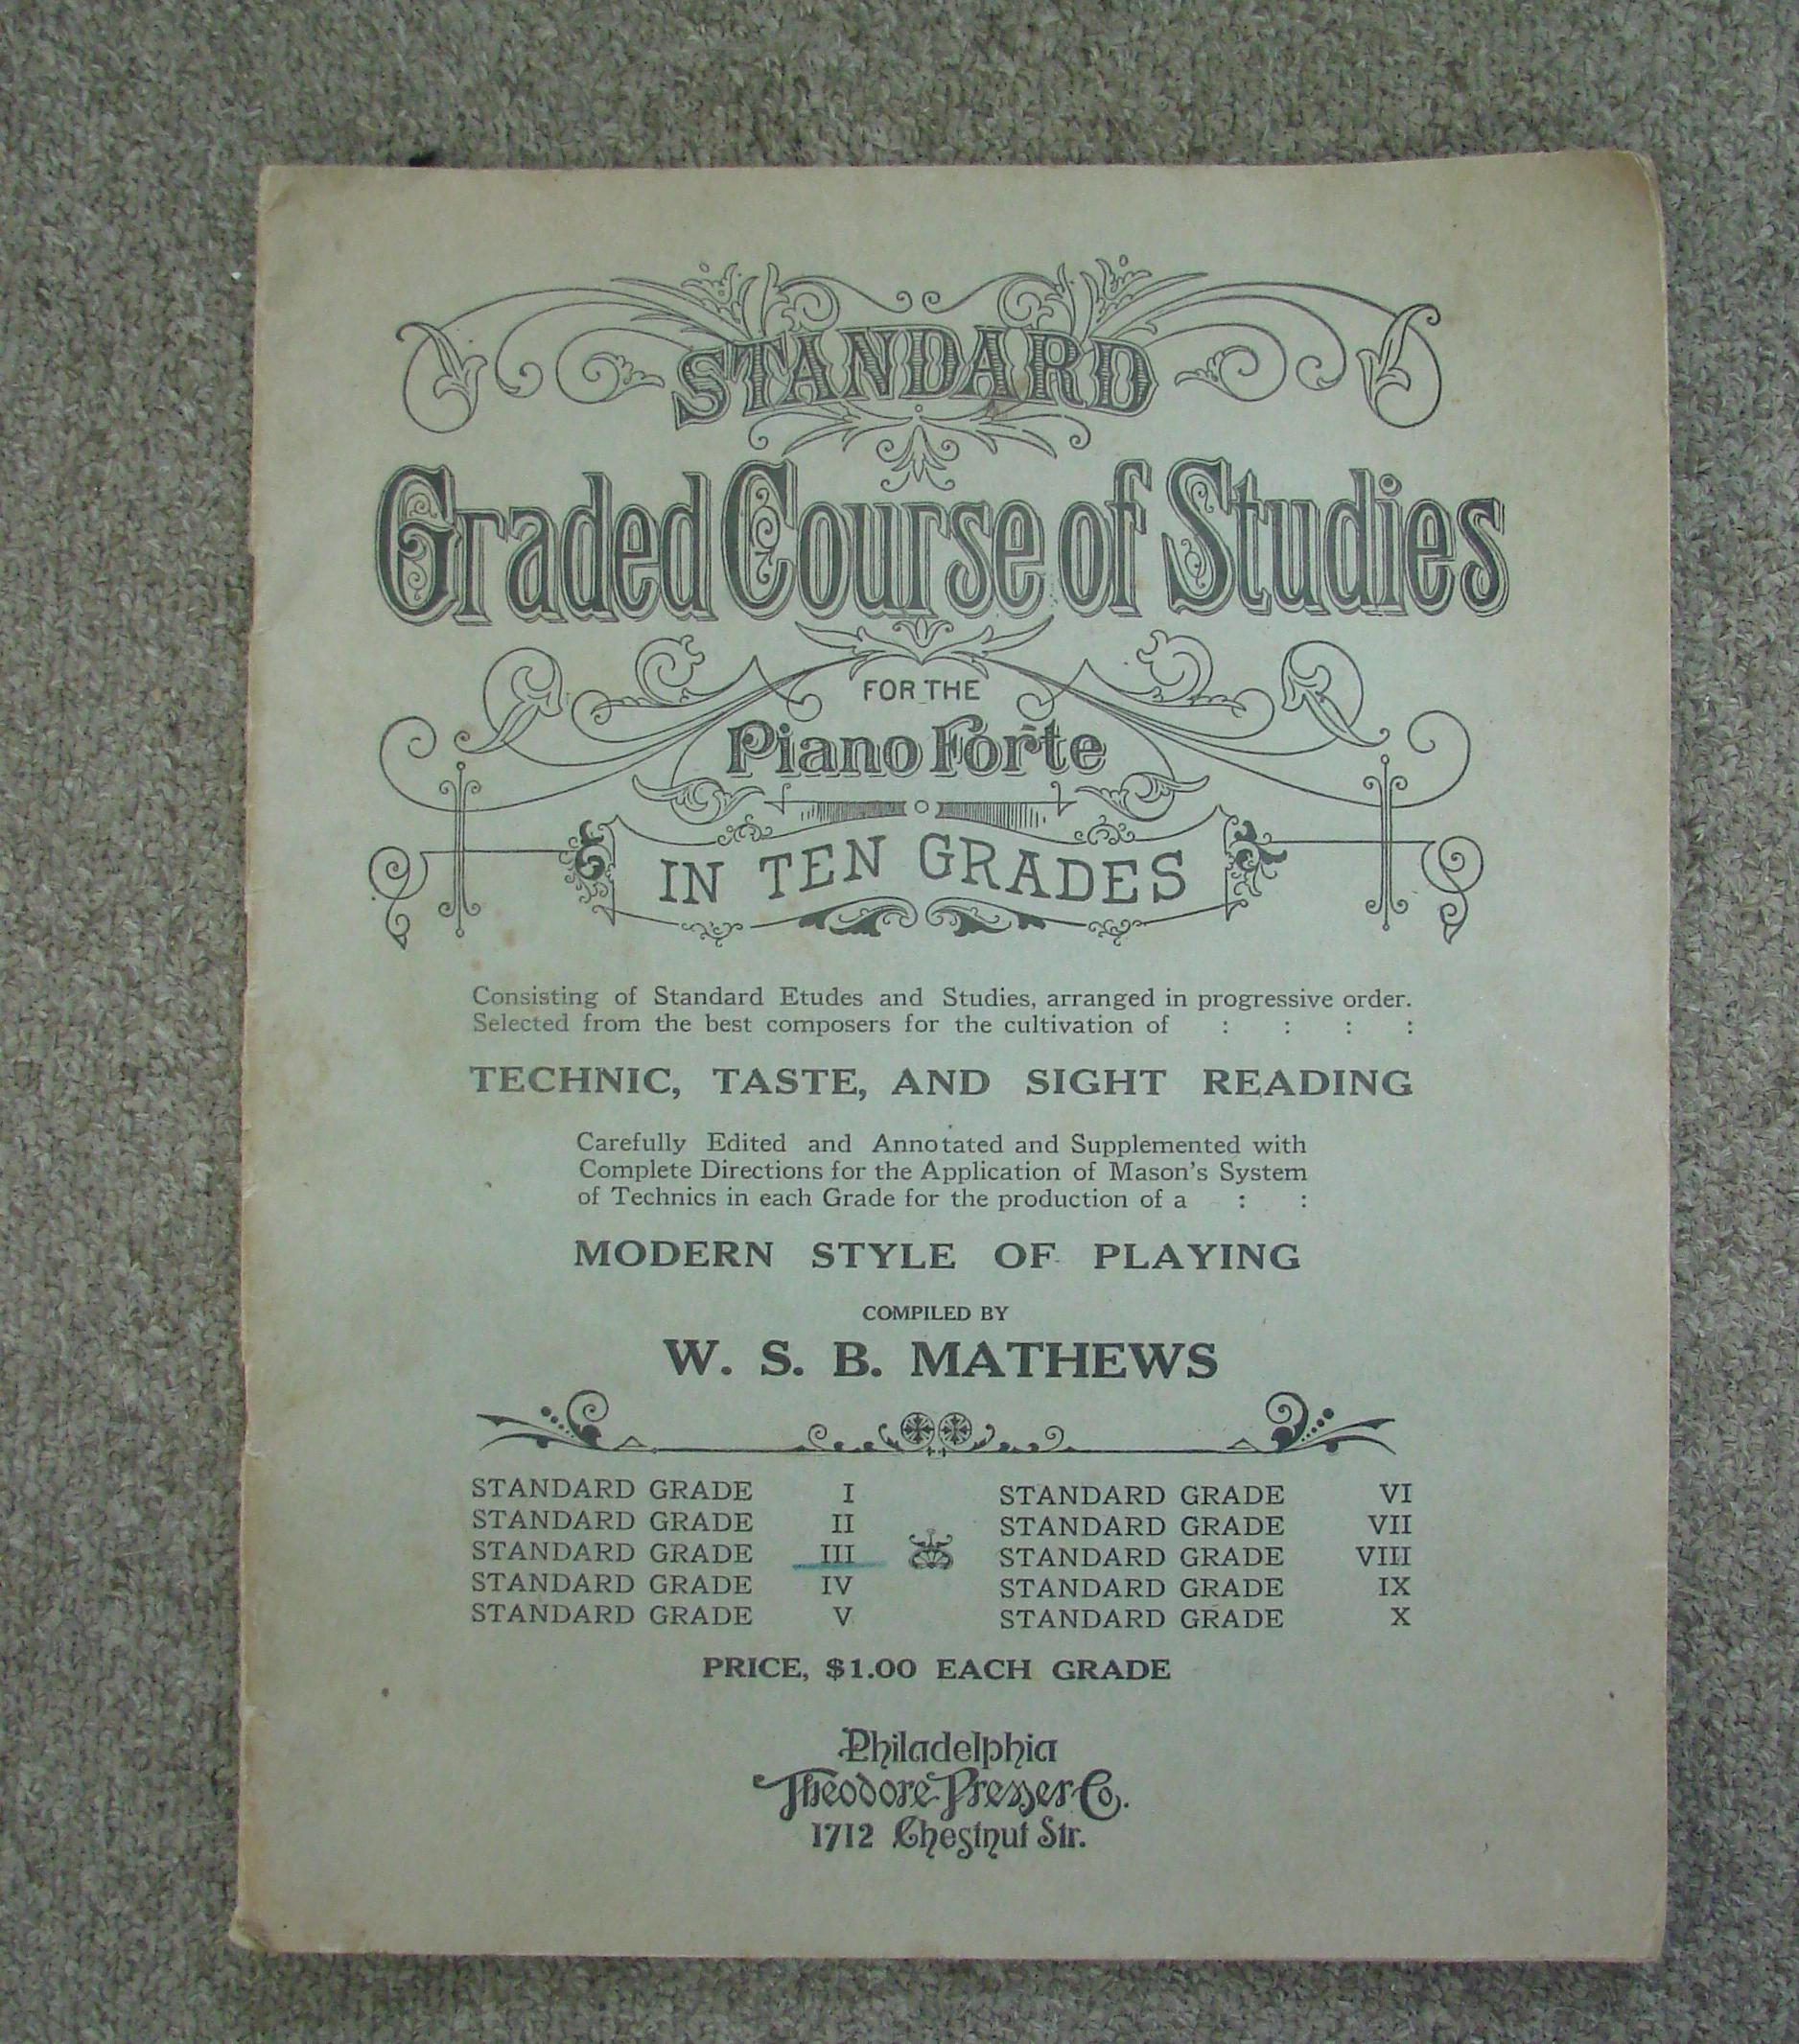 STANDARD
Graded Course of Studies
FOR THE
Piano Forte
IN TEN GRADES
Consisting of Standard Etudes and Studies, arranged in progressive order.
Selected from the best composers for the cultivation of : : : :
TECHNIC, TASTE, AND SIGHT READING
Carefully Edited and Annotated and Supplemented with
Complete Directions for the Application of Mason's System
of Technics in each Grade for the production of a : :
MODERN STYLE OF PLAYING
COMPILED BY
W. S. B. MATHEWS
STANDARD GRADE I
STANDARD GRADE II
STANDARD GRADE III
STANDARD GRADE IV
STANDARD GRADE V
STANDARD GRADE VI
STANDARD GRADE VII
STANDARD GRADE VIII
STANDARD GRADE IX
STANDARD GRADE X
PRICE, $1.00 EACH GRADE
Philadelphia
Theodore Presser Co.
1712 Chestnut Str.